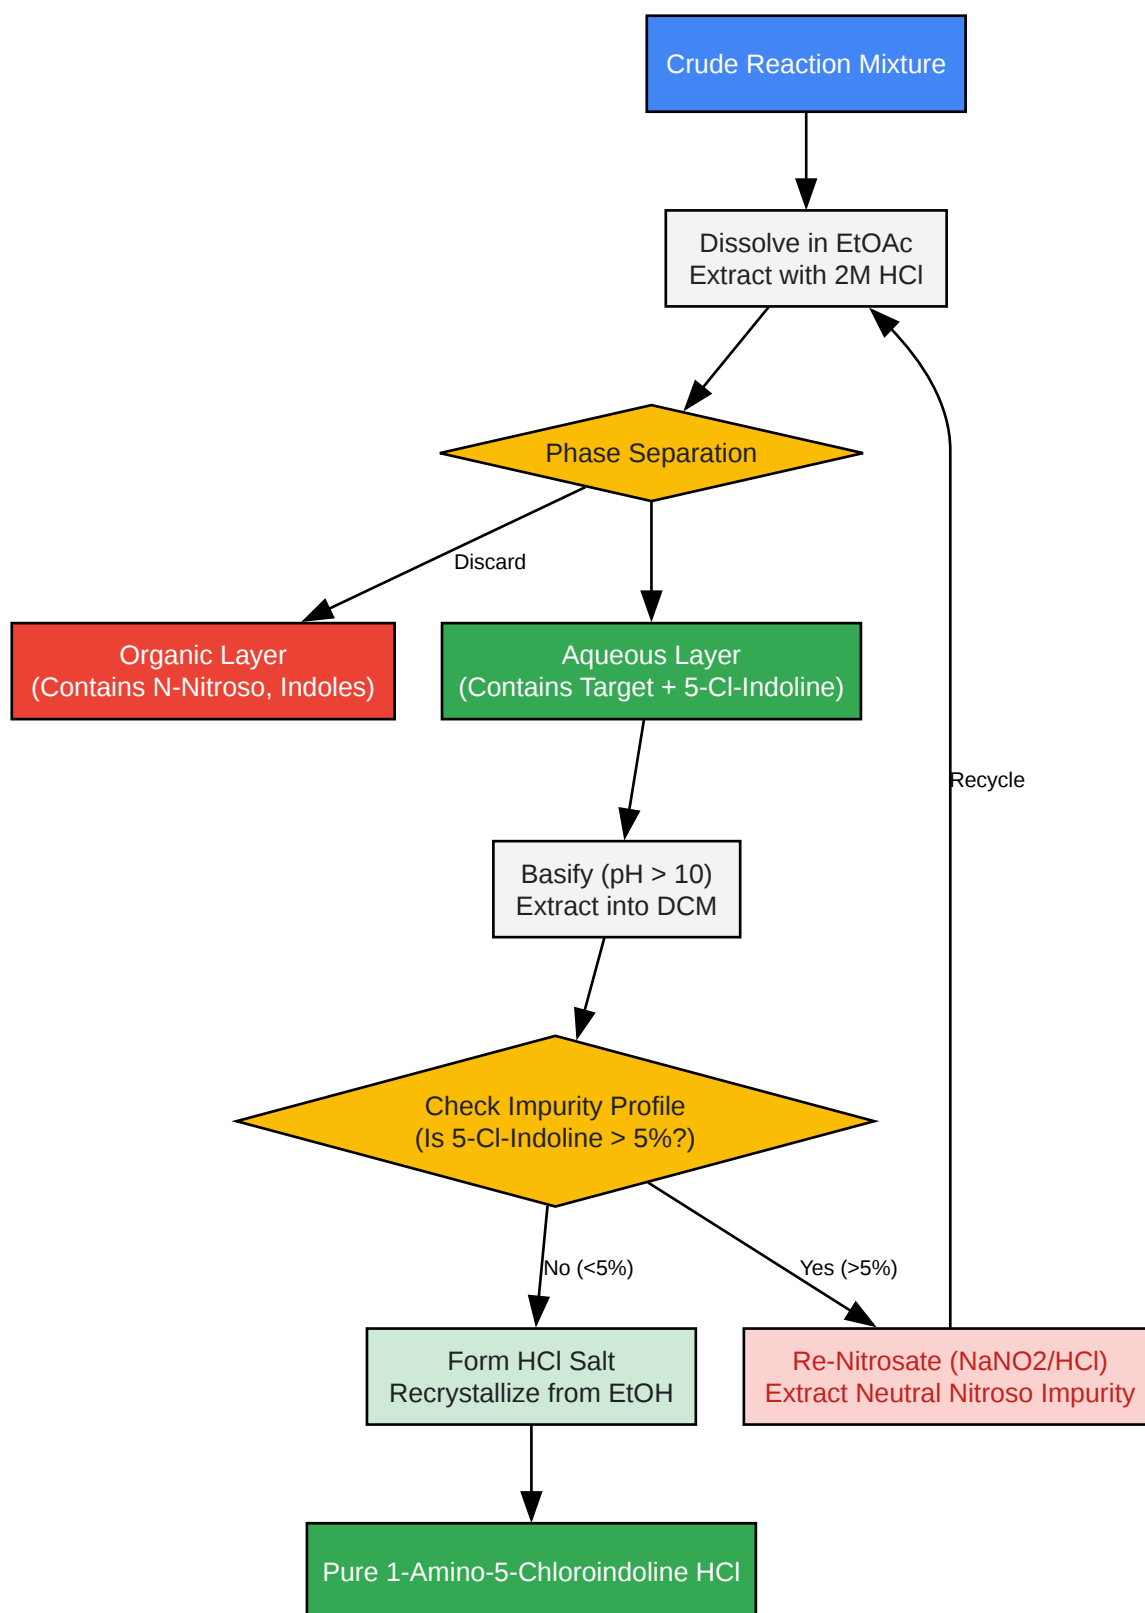 Crude Reaction Mixture
Dissolve in EtOAc
Extract with 2M HCl
Phase Separation
Discard
Organic Layer
(Contains N-Nitroso, Indoles)
Aqueous Layer
(Contains Target + 5-Cl-Indoline)
Recycle
Basify (pH > 10)
Extract into DCM
Check Impurity Profile
(Is 5-Cl-Indoline > 5%?)
No (<5%)
Yes (>5%)
Form HCl Salt
Recrystallize from EtOH
Re-Nitrosate (NaNO2/HCl)
Extract Neutral Nitroso Impurity
Pure 1-Amino-5-Chloroindoline HCl